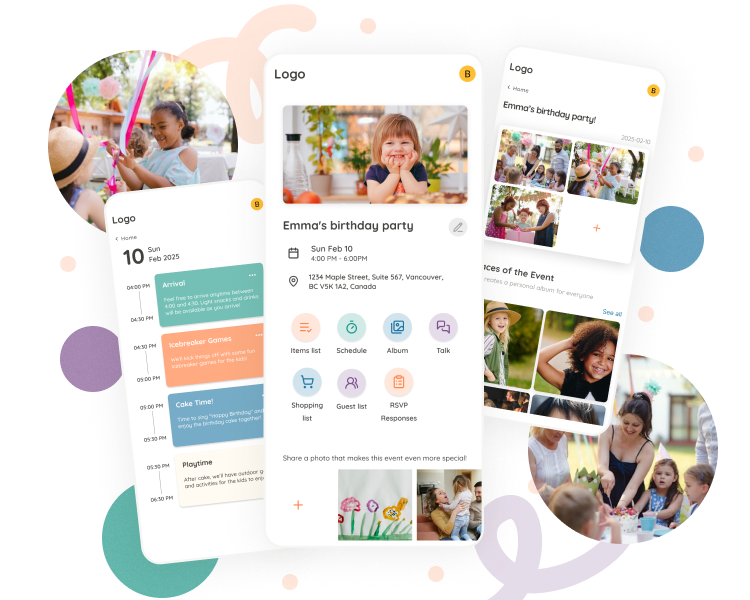 Logo
B
‹ Home
10 Sun
Feb 2025
04:00 PM
04:30 PM
Arrival
Feel free to arrive anytime between
4:00 and 4:30. Light snacks and drinks
will be available as you arrive!
04:30 PM
05:00 PM
Icebreaker Games
We'll kick things off with some fun
icebreaker games for the kids!
05:00 PM
05:30 PM
Cake Time!
Time to sing "Happy Birthday" and
enjoy the birthday cake together!
05:30 PM
06:30 PM
Playtime
After cake, we'll have outdoor g
and activities for the kids to enjo
Logo
B
Emma's birthday party
Sun Feb 10
4:00 PM - 6:00PM
1234 Maple Street, Suite 567, Vancouver,
BC V5K 1A2, Canada
Items list
Schedule
Album
Talk
Shopping
list
Guest list
RSVP
Responses
Share a photo that makes this event even more special!
+
Logo
B
‹ Home
Emma's birthday party!
2025-02-10
+
aces of the Event
creates a personal album for everyone
See all